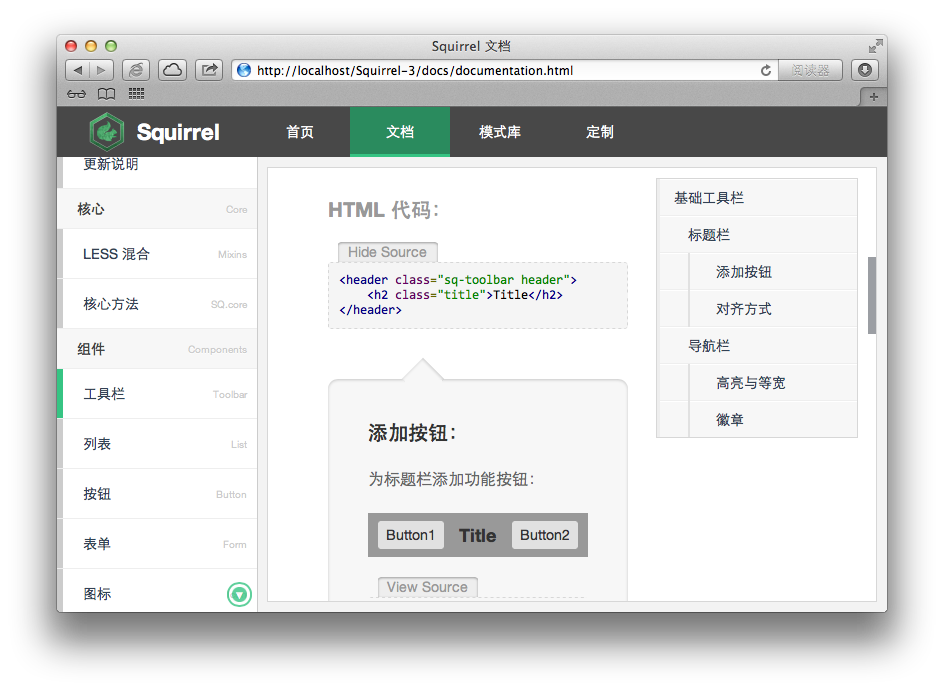 Squirrel 文档
http://localhost/Squirrel-3/docs/documentation.html
阅读器
Squirrel
首页
文档
模式库
定制
更新说明
核心 Core
LESS 混合 Mixins
核心方法 SQ.core
组件 Components
工具栏 Toolbar
列表 List
按钮 Button
表单 Form
图标
HTML 代码：
Hide Source
<header class="sq-toolbar header">
<h2 class="title">Title</h2>
</header>
添加按钮：
为标题栏添加功能按钮：
Button1 Title Button2
View Source
基础工具栏
标题栏
添加按钮
对齐方式
导航栏
高亮与等宽
徽章